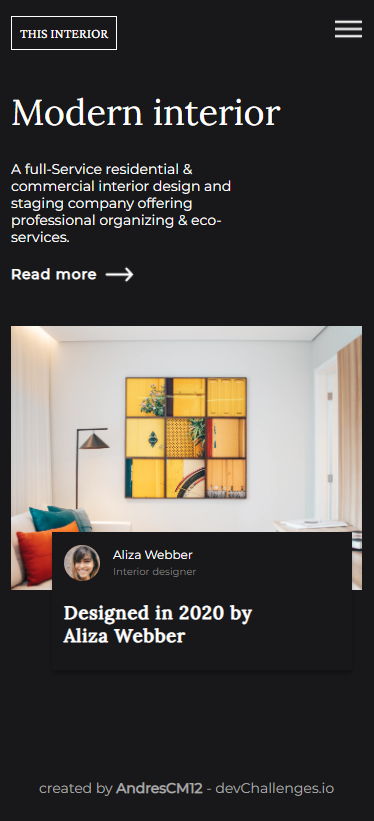 THIS INTERIOR
Modern interior
A full-Service residential &
commercial interior design and
staging company offering
professional organizing & eco-
services.
Read more
Aliza Webber
Interior designer
Designed in 2020 by
Aliza Webber
created by AndresCM12 - devChallenges.io